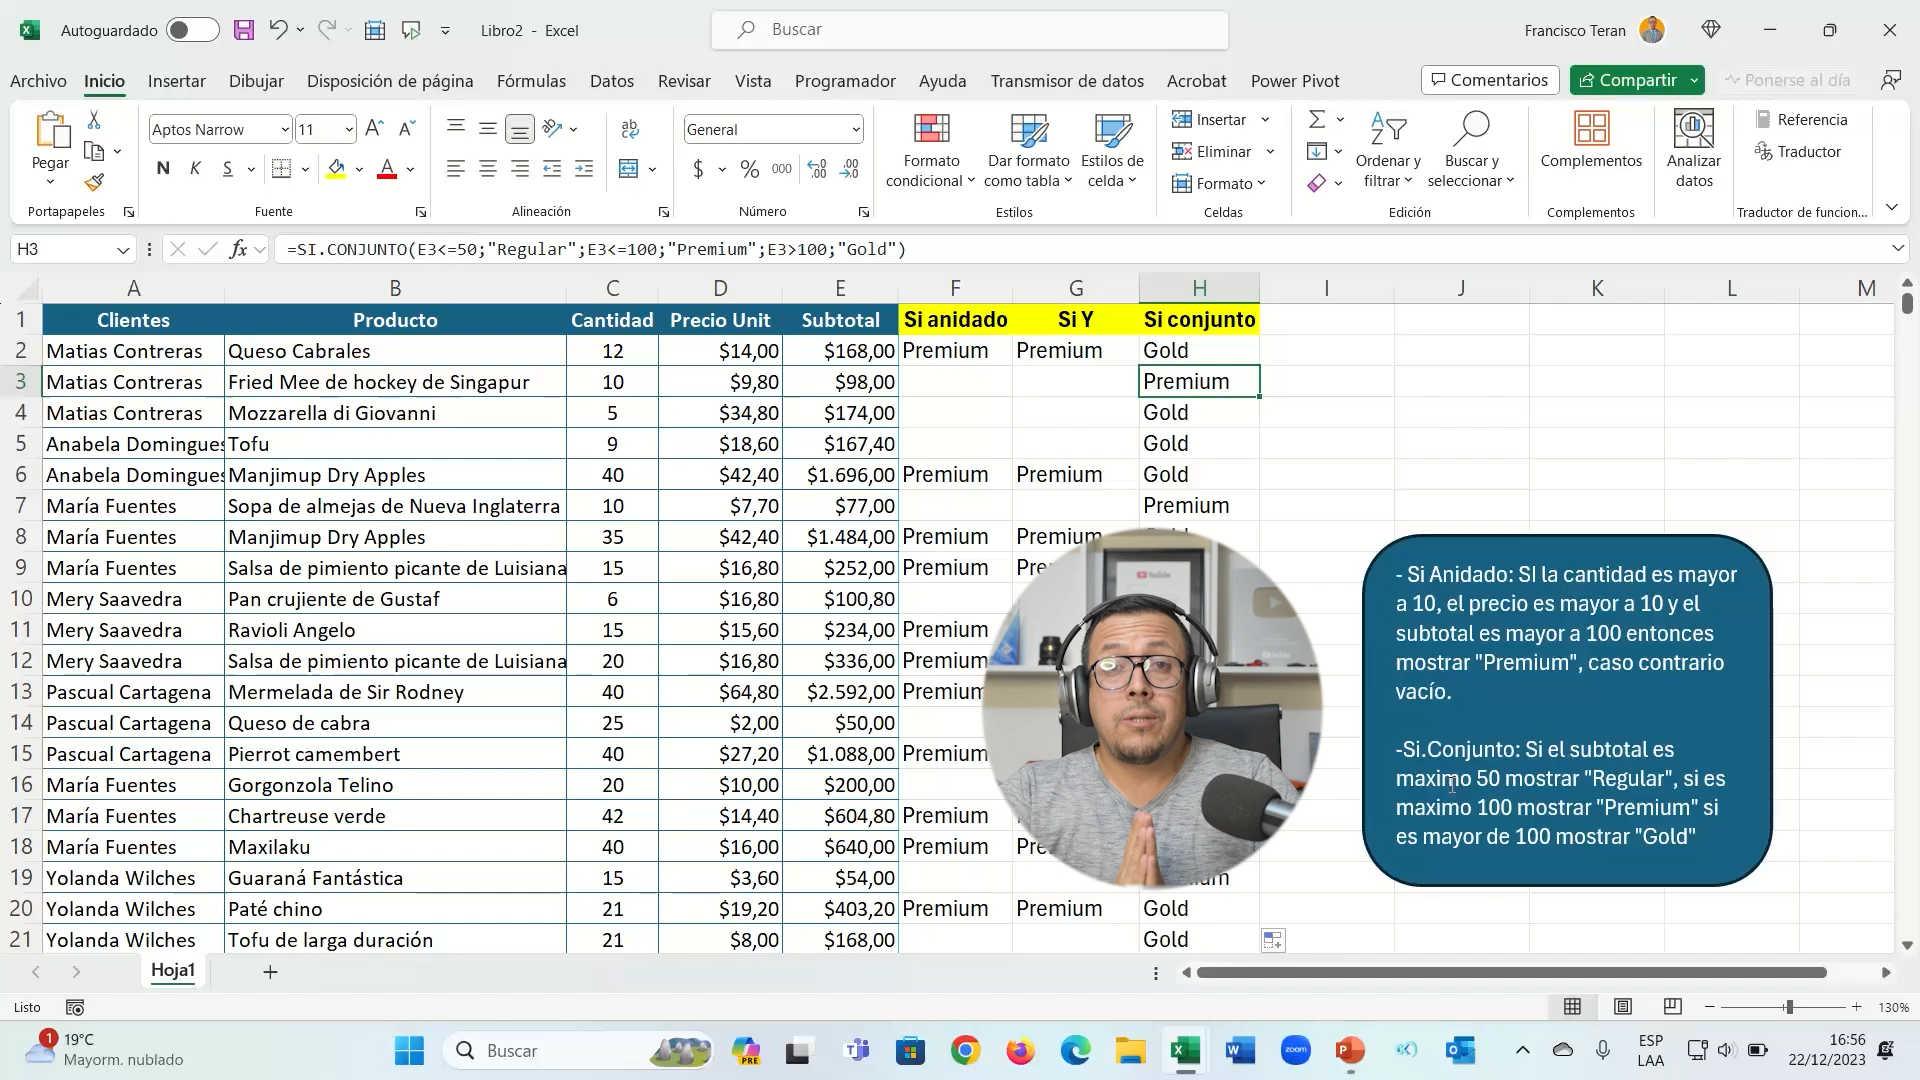 Autoguardado
Libro2 - Excel
Buscar
Francisco Teran
Archivo Inicio Insertar Dibujar Disposición de página Fórmulas Datos Revisar Vista Programador Ayuda Transmisor de datos Acrobat Power Pivot
Comentarios Compartir Ponerse al día
Pegar
Portapapeles
Aptos Narrow 11
N K S
Fuente
Alineación
General
$ % 000
Número
Formato condicional
Dar formato como tabla
Estilos de celda
Estilos
Insertar
Eliminar
Formato
Celdas
Ordenar y filtrar
Buscar y seleccionar
Edición
Complementos
Complementos
Analizar datos
Referencia
Traductor
Traductor de funcion...
H3 fx =SI.CONJUNTO(E3<=50;"Regular";E3<=100;"Premium";E3>100;"Gold")
A B C D E F G H I J K L M
1 Clientes Producto Cantidad Precio Unit Subtotal Si anidado Si Y Si conjunto
2 Matias Contreras Queso Cabrales 12 $14,00 $168,00 Premium Premium Gold
3 Matias Contreras Fried Mee de hockey de Singapur 10 $9,80 $98,00 Premium
4 Matias Contreras Mozzarella di Giovanni 5 $34,80 $174,00 Gold
5 Anabela Domingues Tofu 9 $18,60 $167,40 Gold
6 Anabela Domingues Manjimup Dry Apples 40 $42,40 $1.696,00 Premium Premium Gold
7 María Fuentes Sopa de almejas de Nueva Inglaterra 10 $7,70 $77,00 Premium
8 María Fuentes Manjimup Dry Apples 35 $42,40 $1.484,00 Premium Premium
9 María Fuentes Salsa de pimiento picante de Luisiana 15 $16,80 $252,00 Premium
10 Mery Saavedra Pan crujiente de Gustaf 6 $16,80 $100,80
11 Mery Saavedra Ravioli Angelo 15 $15,60 $234,00 Premium
12 Mery Saavedra Salsa de pimiento picante de Luisiana 20 $16,80 $336,00 Premium
13 Pascual Cartagena Mermelada de Sir Rodney 40 $64,80 $2.592,00 Premium
14 Pascual Cartagena Queso de cabra 25 $2,00 $50,00
15 Pascual Cartagena Pierrot camembert 40 $27,20 $1.088,00 Premium
16 María Fuentes Gorgonzola Telino 20 $10,00 $200,00
17 María Fuentes Chartreuse verde 42 $14,40 $604,80 Premium
18 María Fuentes Maxilaku 40 $16,00 $640,00 Premium
19 Yolanda Wilches Guaraná Fantástica 15 $3,60 $54,00
20 Yolanda Wilches Paté chino 21 $19,20 $403,20 Premium Premium Gold
21 Yolanda Wilches Tofu de larga duración 21 $8,00 $168,00 Gold
- Si Anidado: SI la cantidad es mayor
a 10, el precio es mayor a 10 y el
subtotal es mayor a 100 entonces
mostrar "Premium", caso contrario
vacío.
-Si.Conjunto: Si el subtotal es
maximo 50 mostrar "Regular", si es
maximo 100 mostrar "Premium" si
es mayor de 100 mostrar "Gold"
Hoja1
Listo
130%
1
19°C
Mayorm. nublado
Buscar
PRE
zoom
ESP
LAA
16:56
22/12/2023